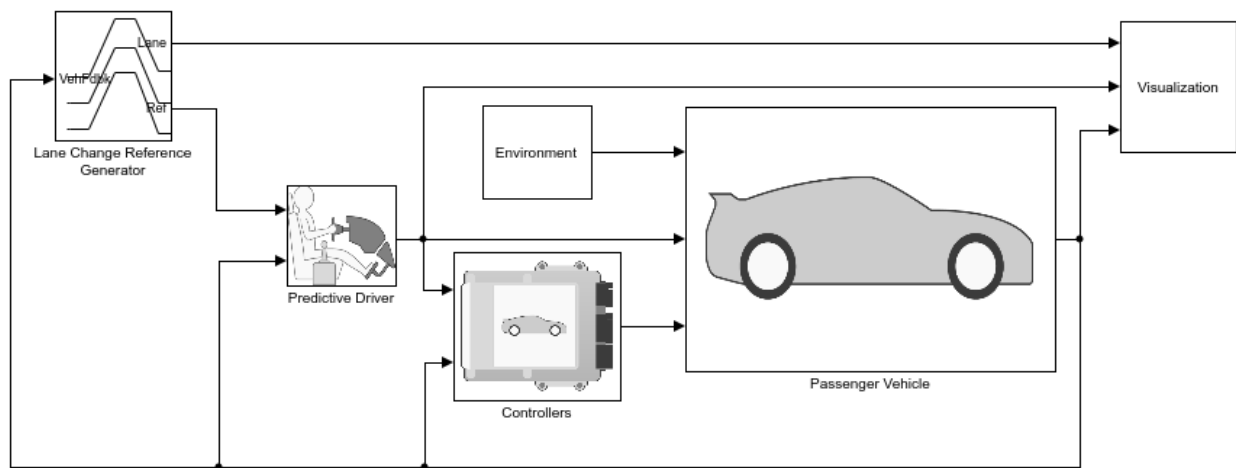 Lane
VehFdbk
Ref
Lane Change Reference
Generator
Visualization
Environment
Predictive Driver
Controllers
Passenger Vehicle